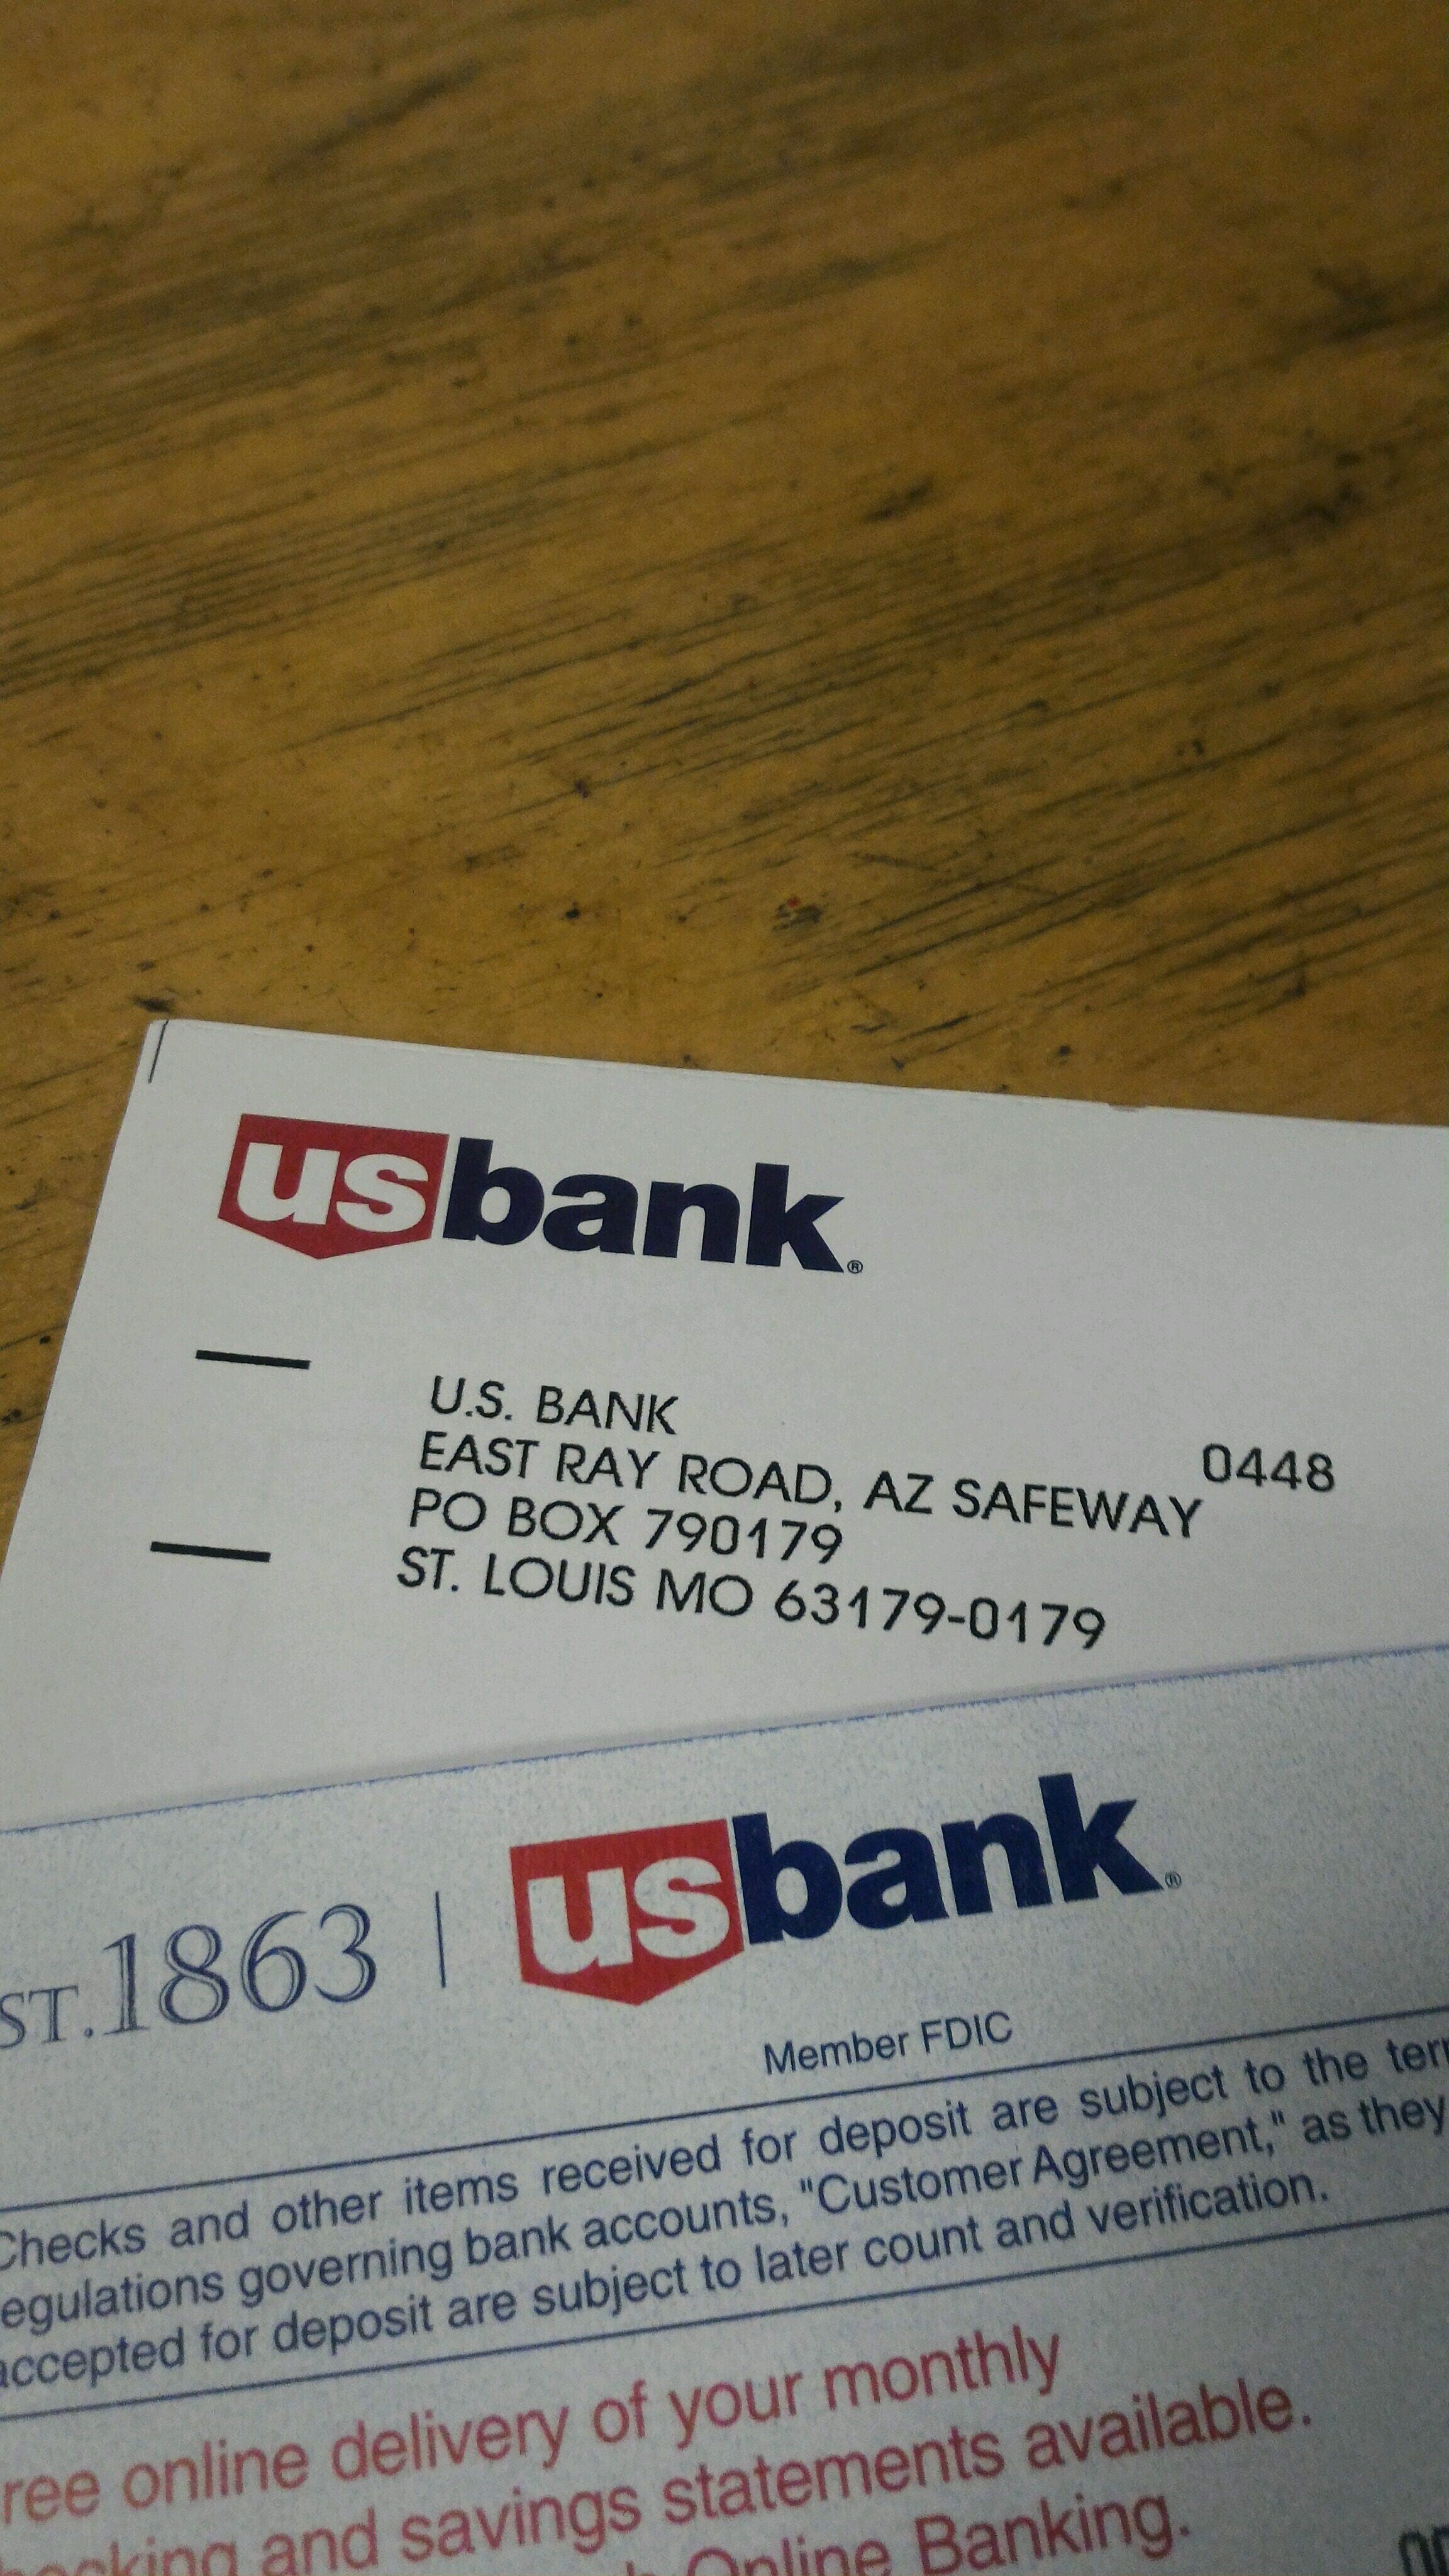 usbank®
U.S. BANK
EAST RAY ROAD, AZ SAFEWAY 0448
PO BOX 790179
ST. LOUIS MO 63179-0179
ST. 1863 | usbank®
Member FDIC
Checks and other items received for deposit are subject to the
regulations governing bank accounts, "Customer Agreement," as they
accepted for deposit are subject to later count and verification.
ree online delivery of your monthly
and savings statements available.
Online Banking.